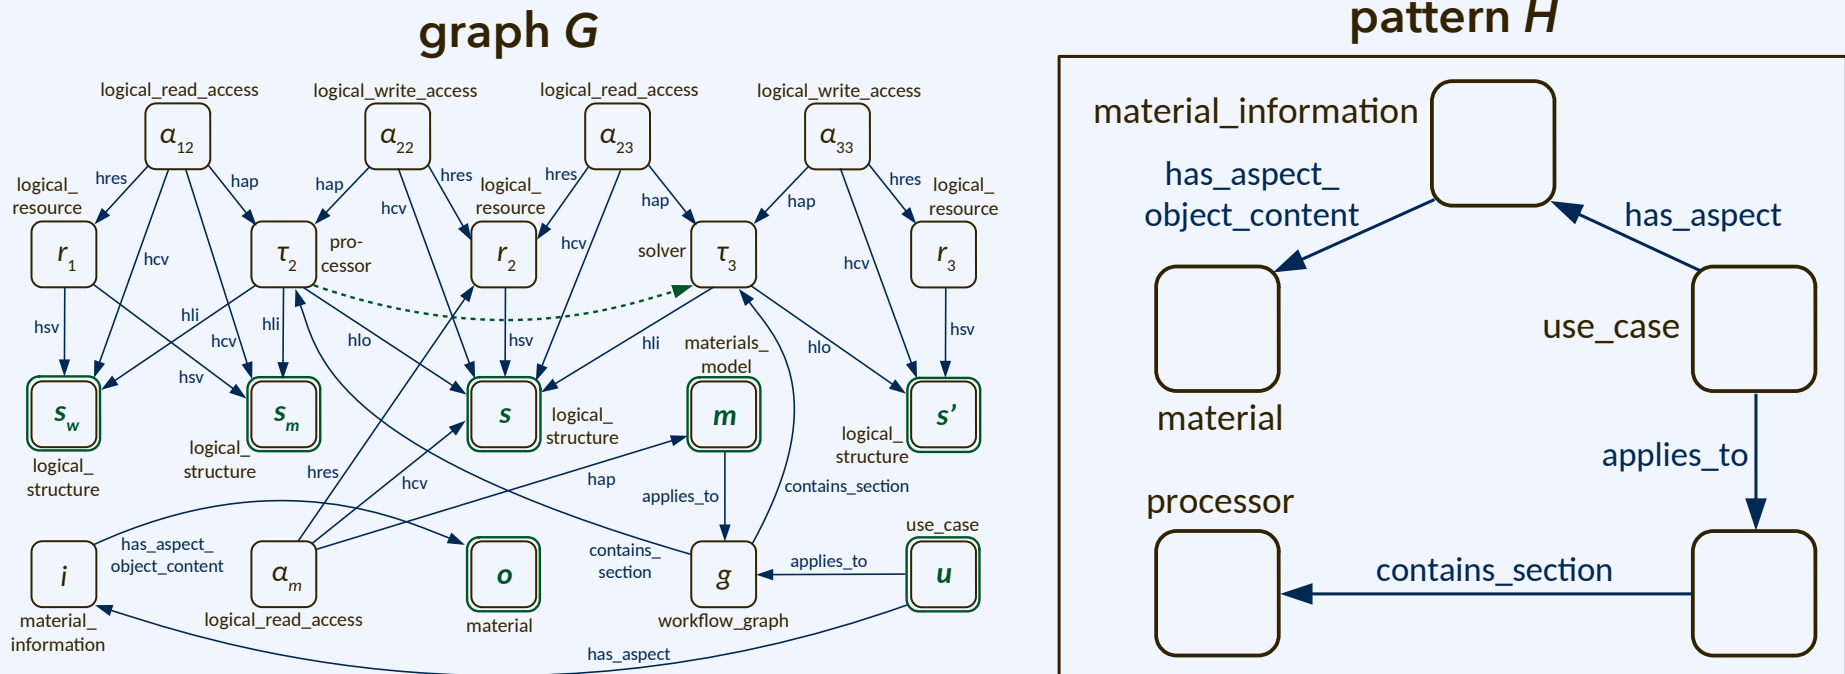 graph G
pattern H
logical_read_access
logical_write_access
logical_read_access
logical_write_access
α12
α22
α23
α33
hres
hap
hap
hres
hres
hap
hap
hres
logical_
resource
logical_
resource
logical_
resource
hcv
hcv
hcv
hcv
r1
τ2
pro-
cessor
r2
solver
τ3
r3
hsv
hli
hcv
hli
hlo
hsv
hli
hlo
hsv
hsv
materials_
model
sw
sm
s
m
s’
logical_
structure
logical_
structure
logical_
structure
logical_
structure
hres
hcv
hap
applies_to
contains_section
has_aspect_
object_content
contains_
section
applies_to
use_case
i
αm
o
g
u
material_
information
logical_read_access
material
workflow_graph
has_aspect
material_information
has_aspect_
object_content
has_aspect
use_case
material
applies_to
processor
contains_section